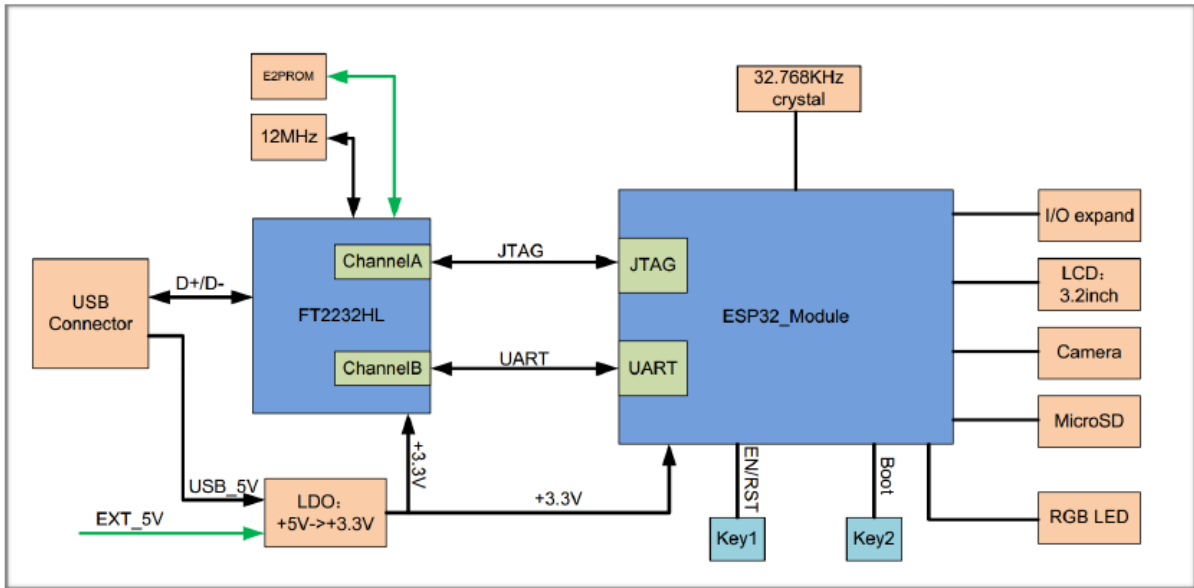 E2PROM
12MHz
32.768KHz
crystal
USB
Connector
D+/D-
FT2232HL
ChannelA
ChannelB
JTAG
UART
JTAG
UART
ESP32_Module
I/O expand
LCD：
3.2inch
Camera
MicroSD
RGB LED
USB_5V
EXT_5V
LDO：
+5V->+3.3V
+3.3V
+3.3V
EN/RST
Boot
Key1
Key2